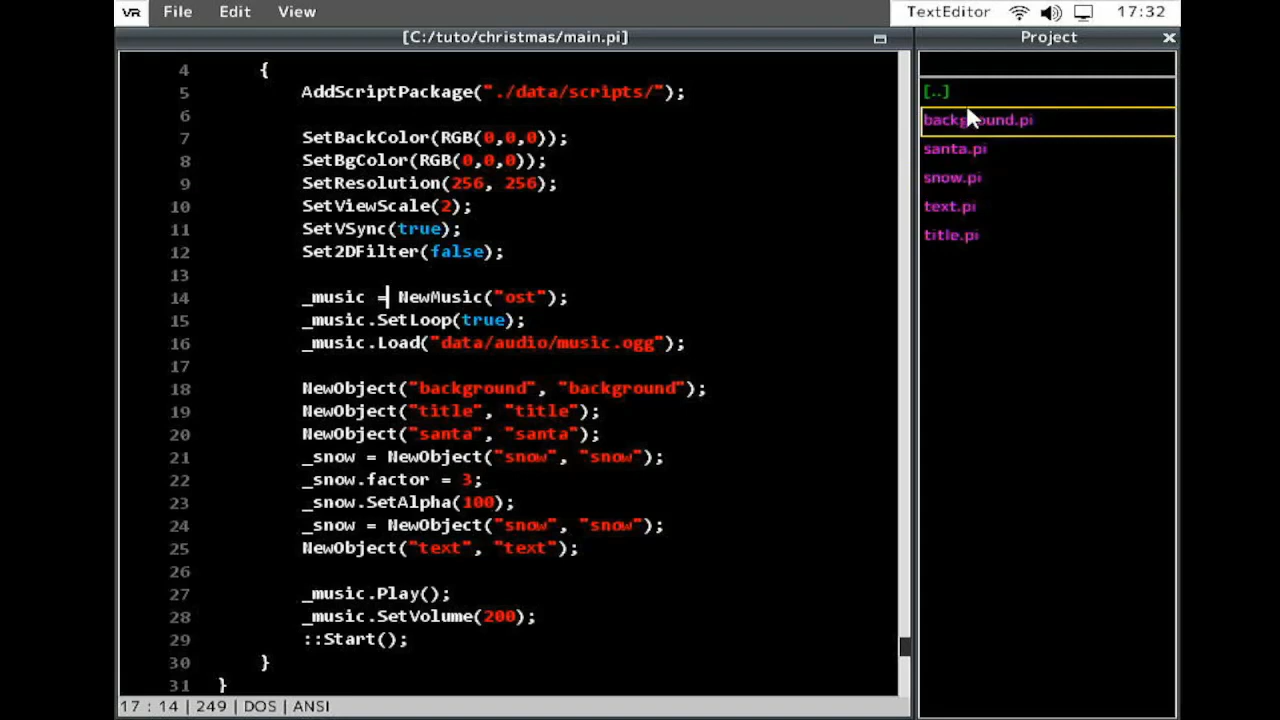 VR File Edit View TextEditor 17:32
[C:/tuto/christmas/main.pi] Project x
4 {
5 AddScriptPackage("./data/scripts/");
6
7 SetBackColor(RGB(0,0,0));
8 SetBgColor(RGB(0,0,0));
9 SetResolution(256, 256);
10 SetViewScale(2);
11 SetVSync(true);
12 Set2DFilter(false);
13
14 _music = NewMusic("ost");
15 _music.SetLoop(true);
16 _music.Load("data/audio/music.ogg");
17
18 NewObject("background", "background");
19 NewObject("title", "title");
20 NewObject("santa", "santa");
21 _snow = NewObject("snow", "snow");
22 _snow.factor = 3;
23 _snow.SetAlpha(100);
24 _snow = NewObject("snow", "snow");
25 NewObject("text", "text");
26
27 _music.Play();
28 _music.SetVolume(200);
29 ::Start();
30 }
31 }
17 : 14 | 249 | DOS | ANSI
[..]
background.pi
santa.pi
snow.pi
text.pi
title.pi